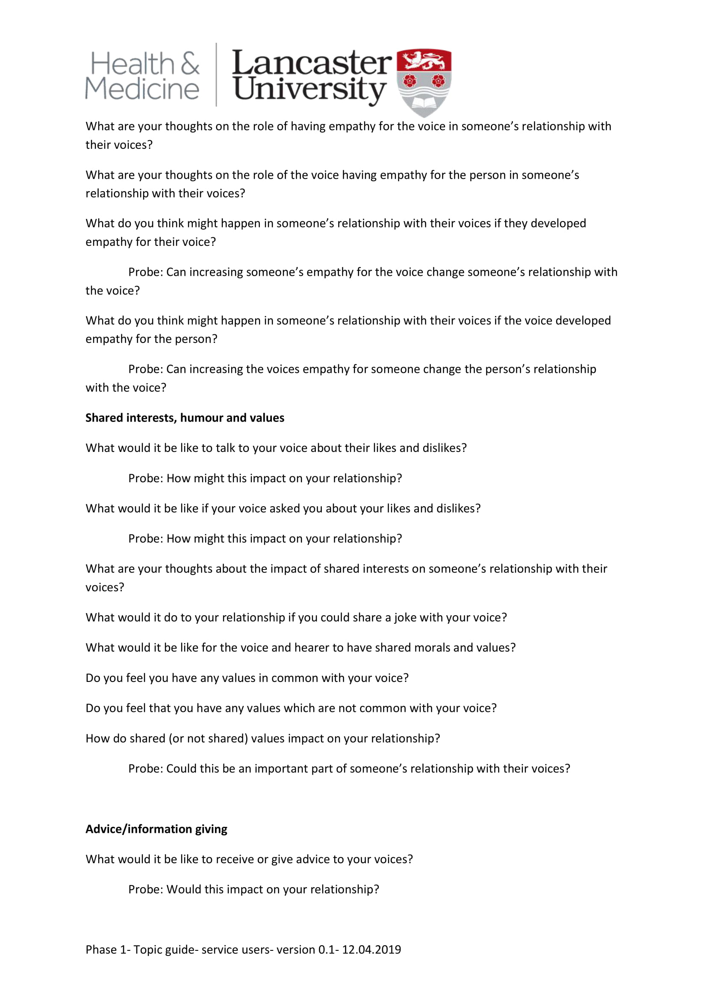 Health &
Medicine
Lancaster
University
What are your thoughts on the role of having empathy for the voice in someone’s relationship with
their voices?
What are your thoughts on the role of the voice having empathy for the person in someone’s
relationship with their voices?
What do you think might happen in someone’s relationship with their voices if they developed
empathy for their voice?
Probe: Can increasing someone’s empathy for the voice change someone’s relationship with
the voice?
What do you think might happen in someone’s relationship with their voices if the voice developed
empathy for the person?
Probe: Can increasing the voices empathy for someone change the person’s relationship
with the voice?
Shared interests, humour and values
What would it be like to talk to your voice about their likes and dislikes?
Probe: How might this impact on your relationship?
What would it be like if your voice asked you about your likes and dislikes?
Probe: How might this impact on your relationship?
What are your thoughts about the impact of shared interests on someone’s relationship with their
voices?
What would it do to your relationship if you could share a joke with your voice?
What would it be like for the voice and hearer to have shared morals and values?
Do you feel you have any values in common with your voice?
Do you feel that you have any values which are not common with your voice?
How do shared (or not shared) values impact on your relationship?
Probe: Could this be an important part of someone’s relationship with their voices?
Advice/information giving
What would it be like to receive or give advice to your voices?
Probe: Would this impact on your relationship?
Phase 1- Topic guide- service users- version 0.1- 12.04.2019